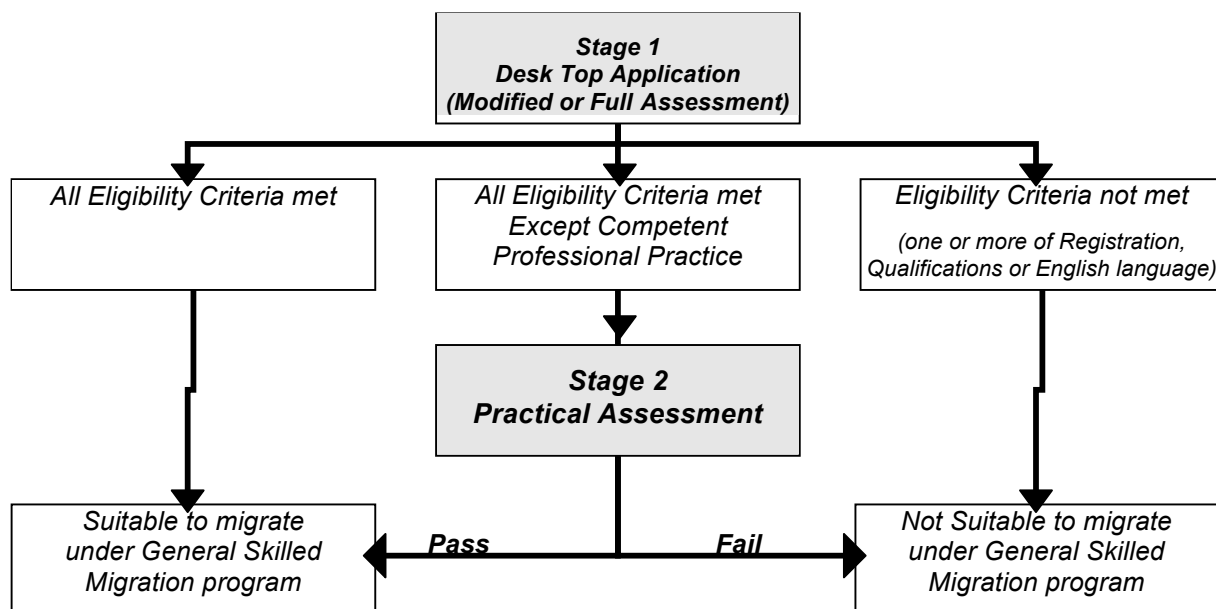 Stage 1
Desk Top Application
(Modified or Full Assessment)
All Eligibility Criteria met
All Eligibility Criteria met
Except Competent
Professional Practice
Eligibility Criteria not met
(one or more of Registration,
Qualifications or English language)
Stage 2
Practical Assessment
Suitable to migrate
under General Skilled
Migration program
Pass
Fail
Not Suitable to migrate
under General Skilled
Migration program